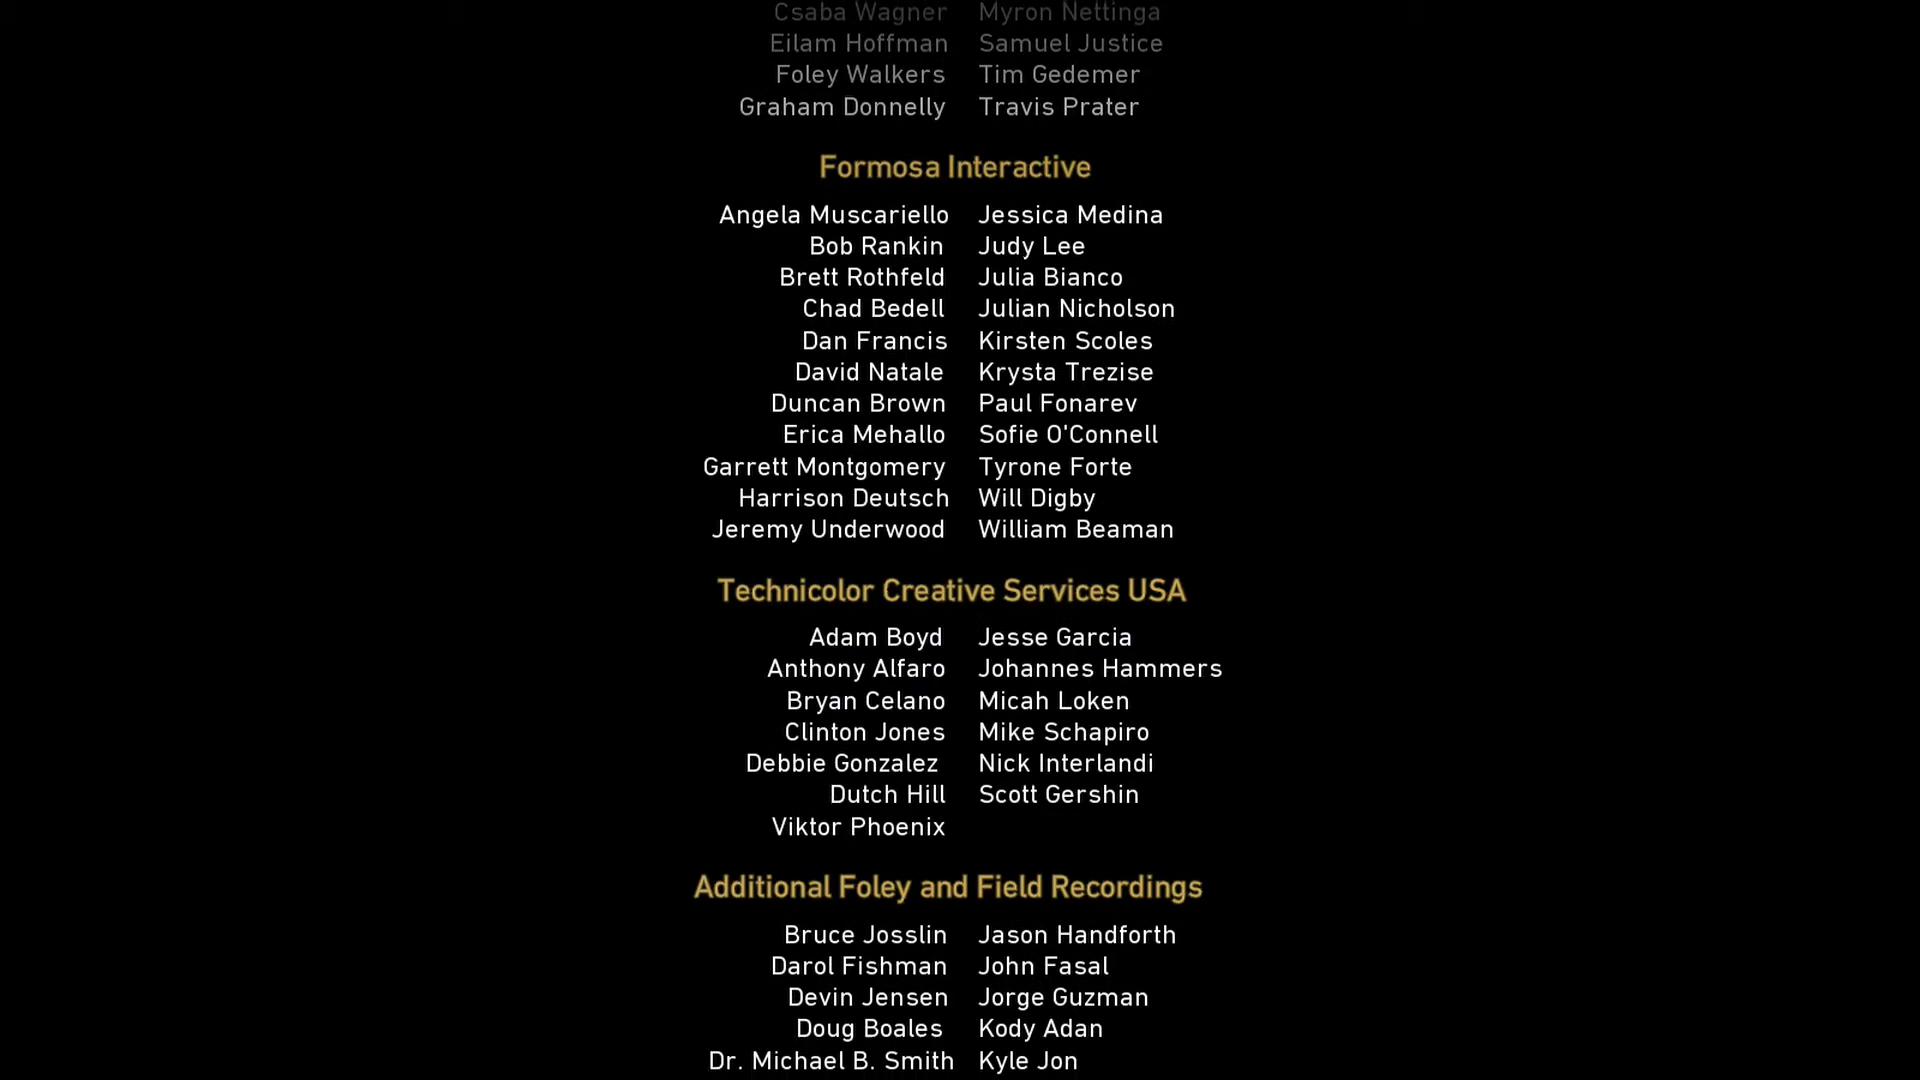 Csaba Wagner Myron Nettinga
Eilam Hoffman Samuel Justice
Foley Walkers Tim Gedemer
Graham Donnelly Travis Prater
Formosa Interactive
Angela Muscariello Jessica Medina
Bob Rankin Judy Lee
Brett Rothfeld Julia Bianco
Chad Bedell Julian Nicholson
Dan Francis Kirsten Scoles
David Natale Krysta Trezise
Duncan Brown Paul Fonarev
Erica Mehallo Sofie O'Connell
Garrett Montgomery Tyrone Forte
Harrison Deutsch Will Digby
Jeremy Underwood William Beaman
Technicolor Creative Services USA
Adam Boyd Jesse Garcia
Anthony Alfaro Johannes Hammers
Bryan Celano Micah Loken
Clinton Jones Mike Schapiro
Debbie Gonzalez Nick Interlandi
Dutch Hill Scott Gershin
Viktor Phoenix
Additional Foley and Field Recordings
Bruce Josslin Jason Handforth
Darol Fishman John Fasal
Devin Jensen Jorge Guzman
Doug Boales Kody Adan
Dr. Michael B. Smith Kyle Jon